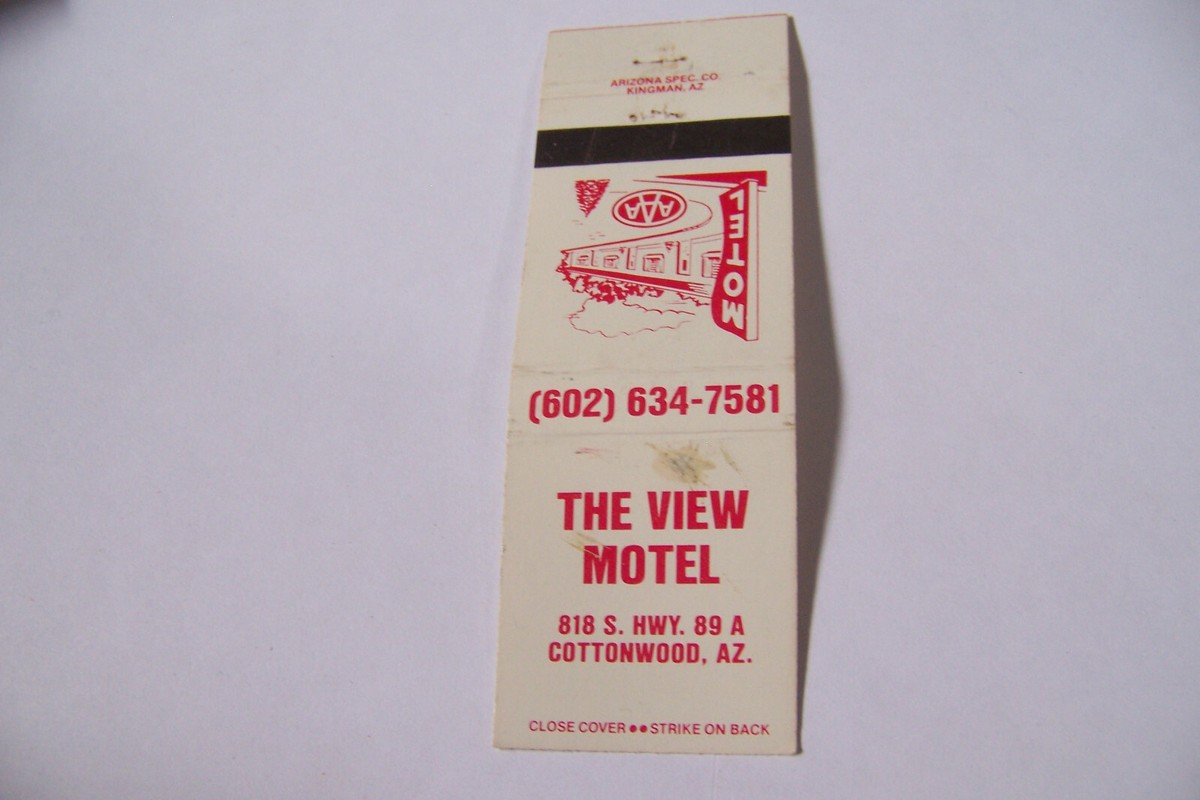 ARIZONA SPEC. CO.
KINGMAN, AZ
AAA
MOTEL
(602) 634-7581
THE VIEW
MOTEL
818 S. HWY. 89 A
COTTONWOOD, AZ.
CLOSE COVER ●● STRIKE ON BACK